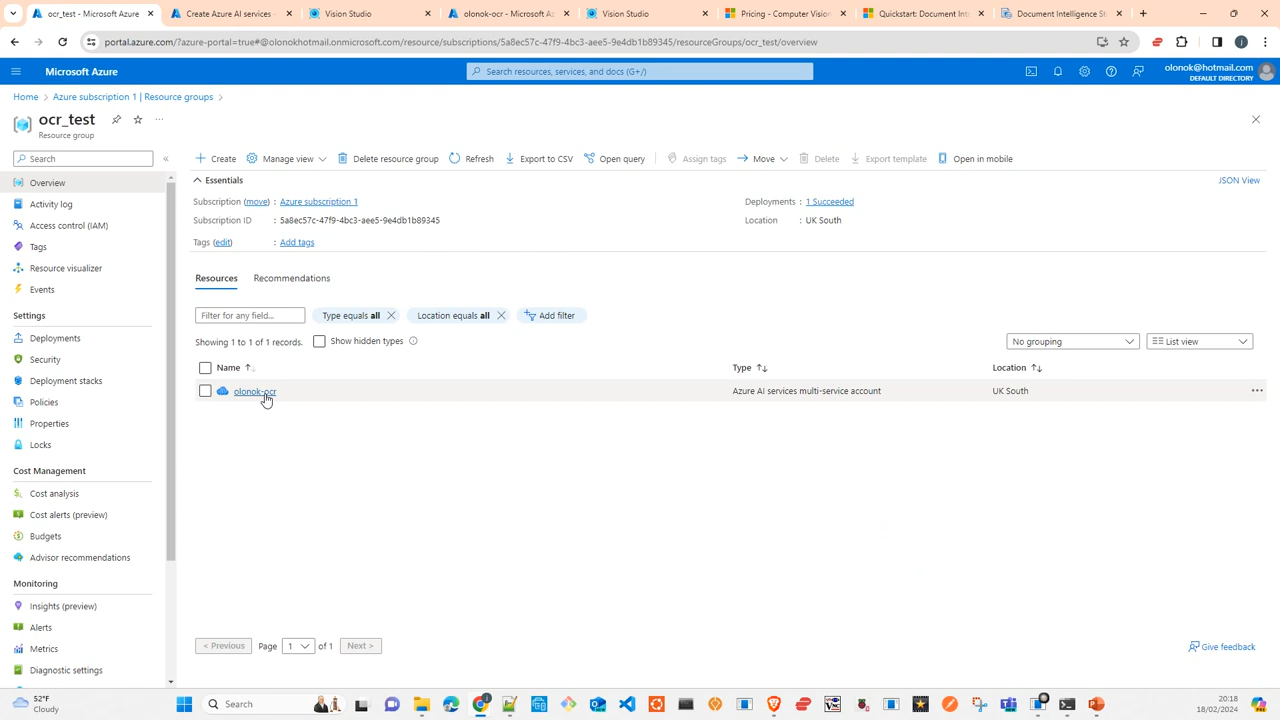 ocr_test - Microsoft Azure
Create Azure AI services -
Vision Studio
olonok-ocr - Microsoft Az
Vision Studio
Pricing - Computer Vision
Quickstart: Document Int
Document Intelligence St
portal.azure.com/?azure-portal=true#@olonokhotmail.onmicrosoft.com/resource/subscriptions/5a8ec57c-47f9-4bc3-aee5-9e4db1b89345/resourceGroups/ocr_test/overview
Microsoft Azure
Search resources, services, and docs (G+/)
olonok@hotmail.com
DEFAULT DIRECTORY
Home > Azure subscription 1 | Resource groups >
ocr_test
Resource group
Search
Create
Manage view
Delete resource group
Refresh
Export to CSV
Open query
Assign tags
Move
Delete
Export template
Open in mobile
Overview
Activity log
Access control (IAM)
Tags
Resource visualizer
Events
Settings
Deployments
Security
Deployment stacks
Policies
Properties
Locks
Cost Management
Cost analysis
Cost alerts (preview)
Budgets
Advisor recommendations
Monitoring
Insights (preview)
Alerts
Metrics
Diagnostic settings
Essentials
JSON View
Subscription (move) : Azure subscription 1
Deployments : 1 Succeeded
Subscription ID : 5a8ec57c-47f9-4bc3-aee5-9e4db1b89345
Location : UK South
Tags (edit) : Add tags
Resources
Recommendations
Filter for any field...
Type equals all
Location equals all
Add filter
Showing 1 to 1 of 1 records.
Show hidden types
No grouping
List view
Name
Type
Location
olonok-ocr
Azure AI services multi-service account
UK South
< Previous
Page 1 of 1
Next >
Give feedback
52°F
Cloudy
Search
20:18
18/02/2024